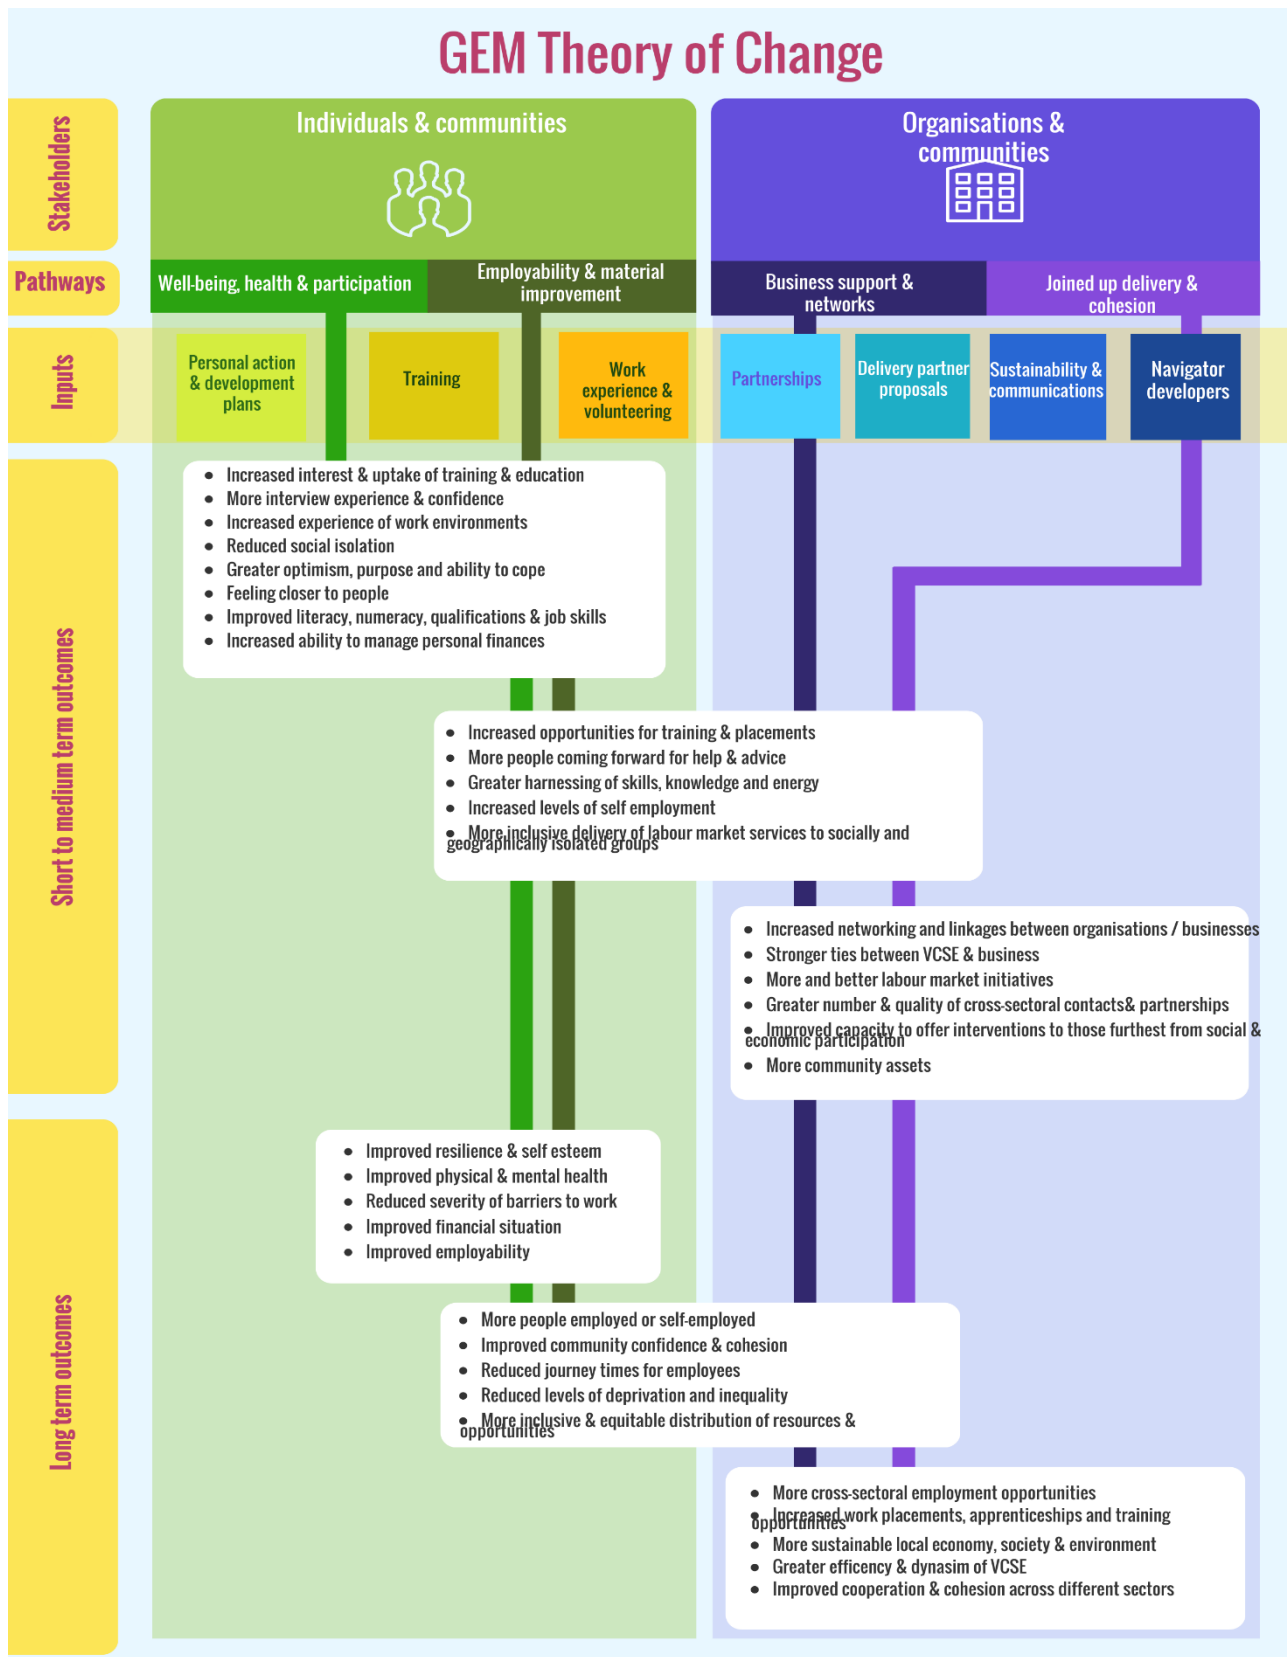 GEM Theory of Change
Stakeholders
Individuals & communities
Organisations &
communities
Pathways
Well-being, health & participation
Employability & material
improvement
Business support &
networks
Joined up delivery &
cohesion
Inputs
Personal action
& development
plans
Training
Work
experience &
volunteering
Partnerships
Delivery partner
proposals
Sustainability &
communications
Navigator
developers
Short to medium term outcomes
● Increased interest & uptake of training & education
● More interview experience & confidence
● Increased experience of work environments
● Reduced social isolation
● Greater optimism, purpose and ability to cope
● Feeling closer to people
● Improved literacy, numeracy, qualifications & job skills
● Increased ability to manage personal finances
● Increased opportunities for training & placements
● More people coming forward for help & advice
● Greater harnessing of skills, knowledge and energy
● Increased levels of self employment
● More inclusive delivery of labour market services to socially and
geographically isolated groups
● Increased networking and linkages between organisations / businesses
● Stronger ties between VCSE & business
● More and better labour market initiatives
● Greater number & quality of cross-sectoral contacts& partnerships
● Improved capacity to offer interventions to those furthest from social &
economic participation
● More community assets
Long term outcomes
● Improved resilience & self esteem
● Improved physical & mental health
● Reduced severity of barriers to work
● Improved financial situation
● Improved employability
● More people employed or self-employed
● Improved community confidence & cohesion
● Reduced journey times for employees
● Reduced levels of deprivation and inequality
● More inclusive & equitable distribution of resources &
opportunities
● More cross-sectoral employment opportunities
● Increased work placements, apprenticeships and training
opportunities
● More sustainable local economy, society & environment
● Greater efficency & dynasim of VCSE
● Improved cooperation & cohesion across different sectors